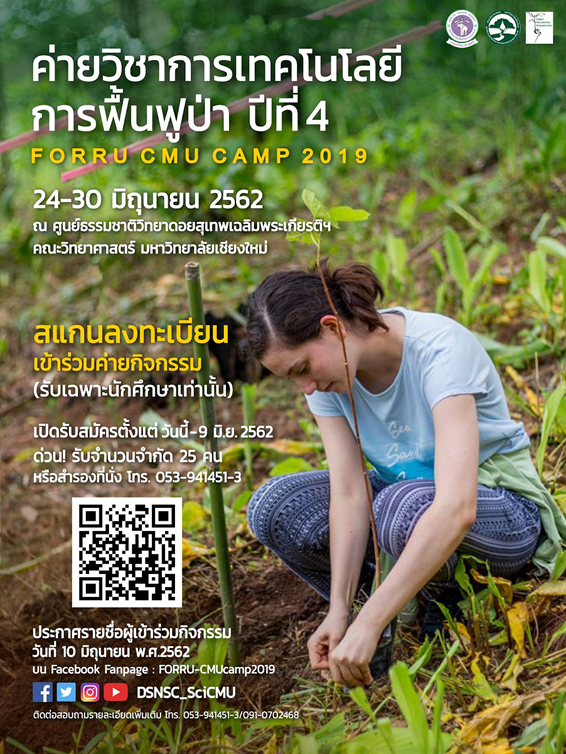 ค่ายวิชาการเทคโนโลยี
การฟื้นฟูป่า ปีที่ 4
FORRU CMU CAMP 2019
24-30 มิถุนายน 2562
ณ ศูนย์ธรรมชาติวิทยาดอยสุเทพเฉลิมพระเกียรติฯ
คณะวิทยาศาสตร์ มหาวิทยาลัยเชียงใหม่
สแกนลงทะเบียน
เข้าร่วมค่ายกิจกรรม
(รับเฉพาะนักศึกษาเท่านั้น)
เปิดรับสมัครตั้งแต่ วันนี้-9 มิ.ย. 2562
ด่วน! รับจำนวนจำกัด 25 คน
หรือสำรองที่นั่ง โทร. 053-941451-3
ประกาศรายชื่อผู้เข้าร่วมกิจกรรม
วันที่ 10 มิถุนายน พ.ศ.2562
บน Facebook Fanpage : FORRU-CMUcamp2019
DSNSC_SciCMU
ติดต่อสอบถามรายละเอียดเพิ่มเติม โทร. 053-941451-3/091-0702468